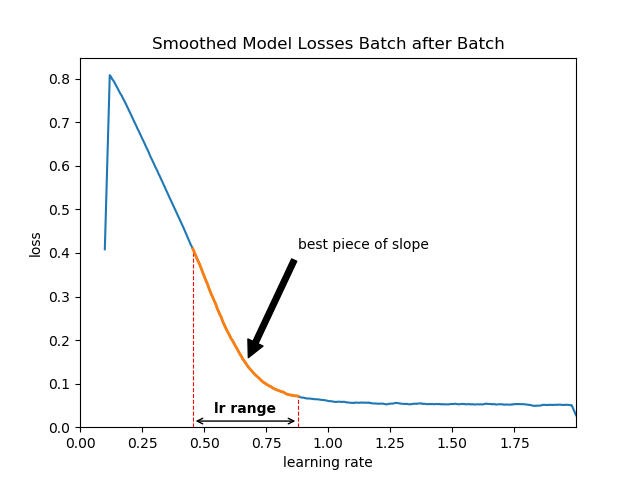 Smoothed Model Losses Batch after Batch
0.8
0.7
0.6
0.5
0.4
0.3
0.2
0.1
0.0
loss
best piece of slope
lr range
0.00 0.25 0.50 0.75 1.00 1.25 1.50 1.75
learning rate